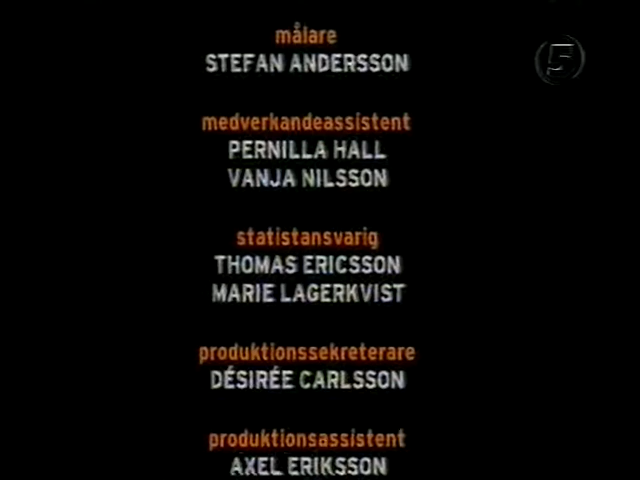 målare
STEFAN ANDERSSON
5
medverkandeassistent
PERNILLA HALL
VANJA NILSSON
statistansvarig
THOMAS ERICSSON
MARIE LAGERKVIST
produktionssekreterare
DÉSIRÉE CARLSSON
produktionsassistent
AXEL ERIKSSON